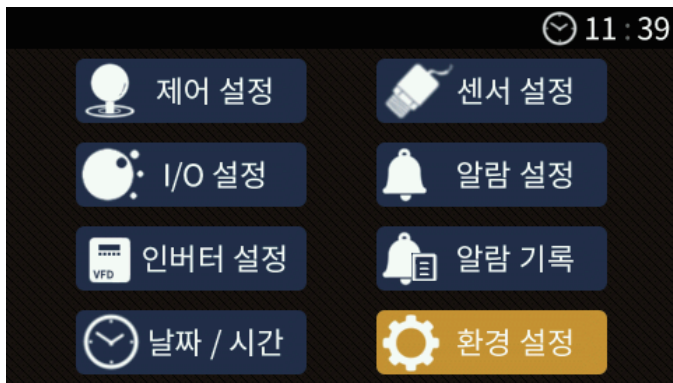 11:39
제어 설정
센서 설정
I/O 설정
알람 설정
VFD
인버터 설정
알람 기록
날짜 / 시간
환경 설정